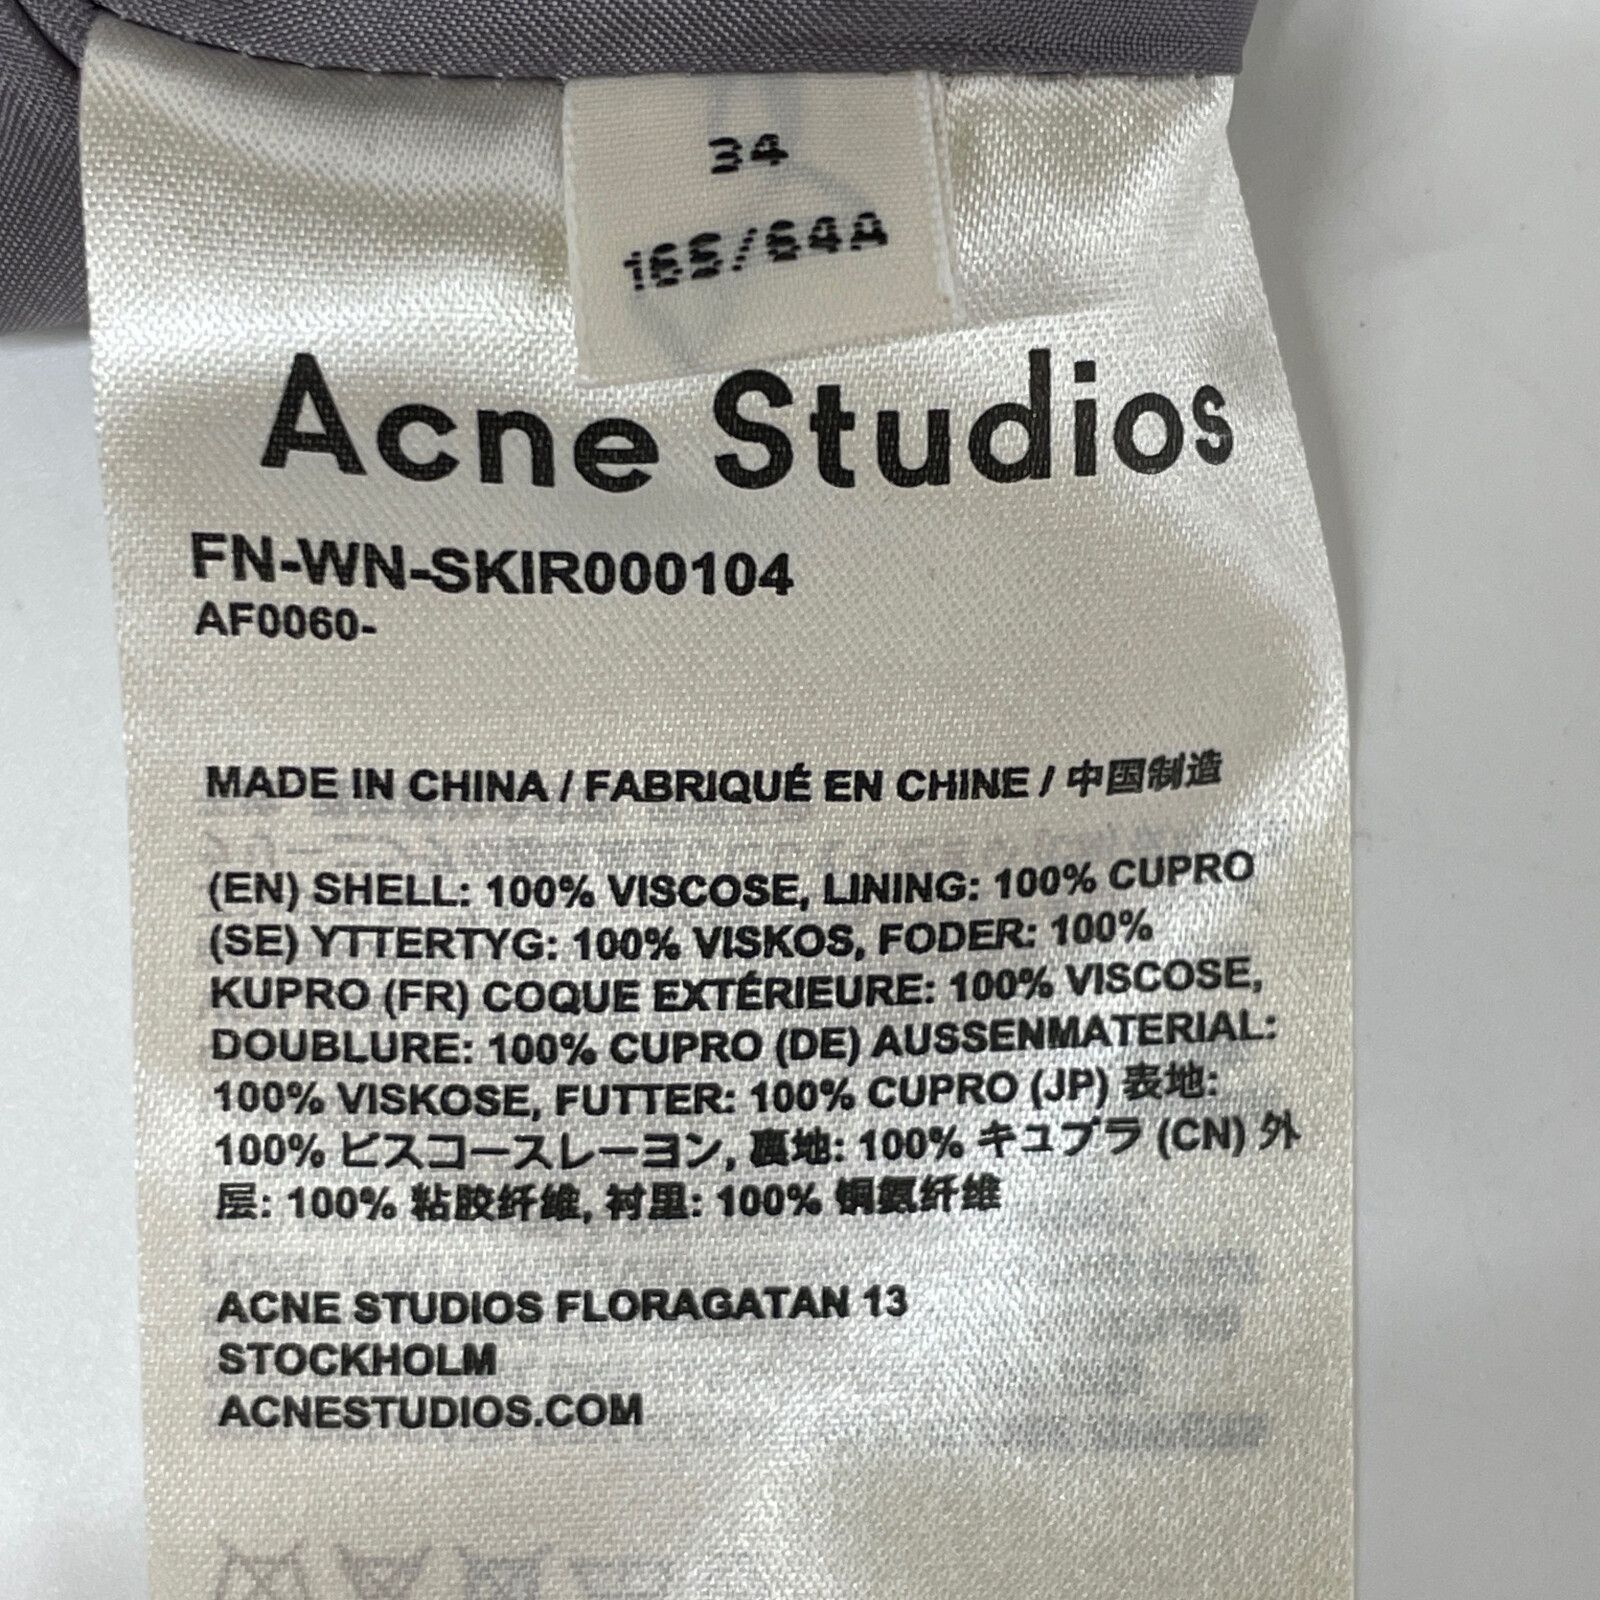 34
165/64A
Acne Studios
FN-WN-SKIR000104
AF0060-
MADE IN CHINA / FABRIQUÉ EN CHINE / 中国制造
(EN) SHELL: 100% VISCOSE, LINING: 100% CUPRO
(SE) YTTERTYG: 100% VISKOS, FODER: 100%
KUPRO (FR) COQUE EXTÉRIEURE: 100% VISCOSE,
DOUBLURE: 100% CUPRO (DE) AUSSENMATERIAL:
100% VISKOSE, FUTTER: 100% CUPRO (JP) 表地:
100% ビスコースレーヨン, 裏地: 100% キュプラ (CN) 外
层: 100% 粘胶纤维, 衬里: 100% 铜氨纤维
ACNE STUDIOS FLORAGATAN 13
STOCKHOLM
ACNESTUDIOS.COM